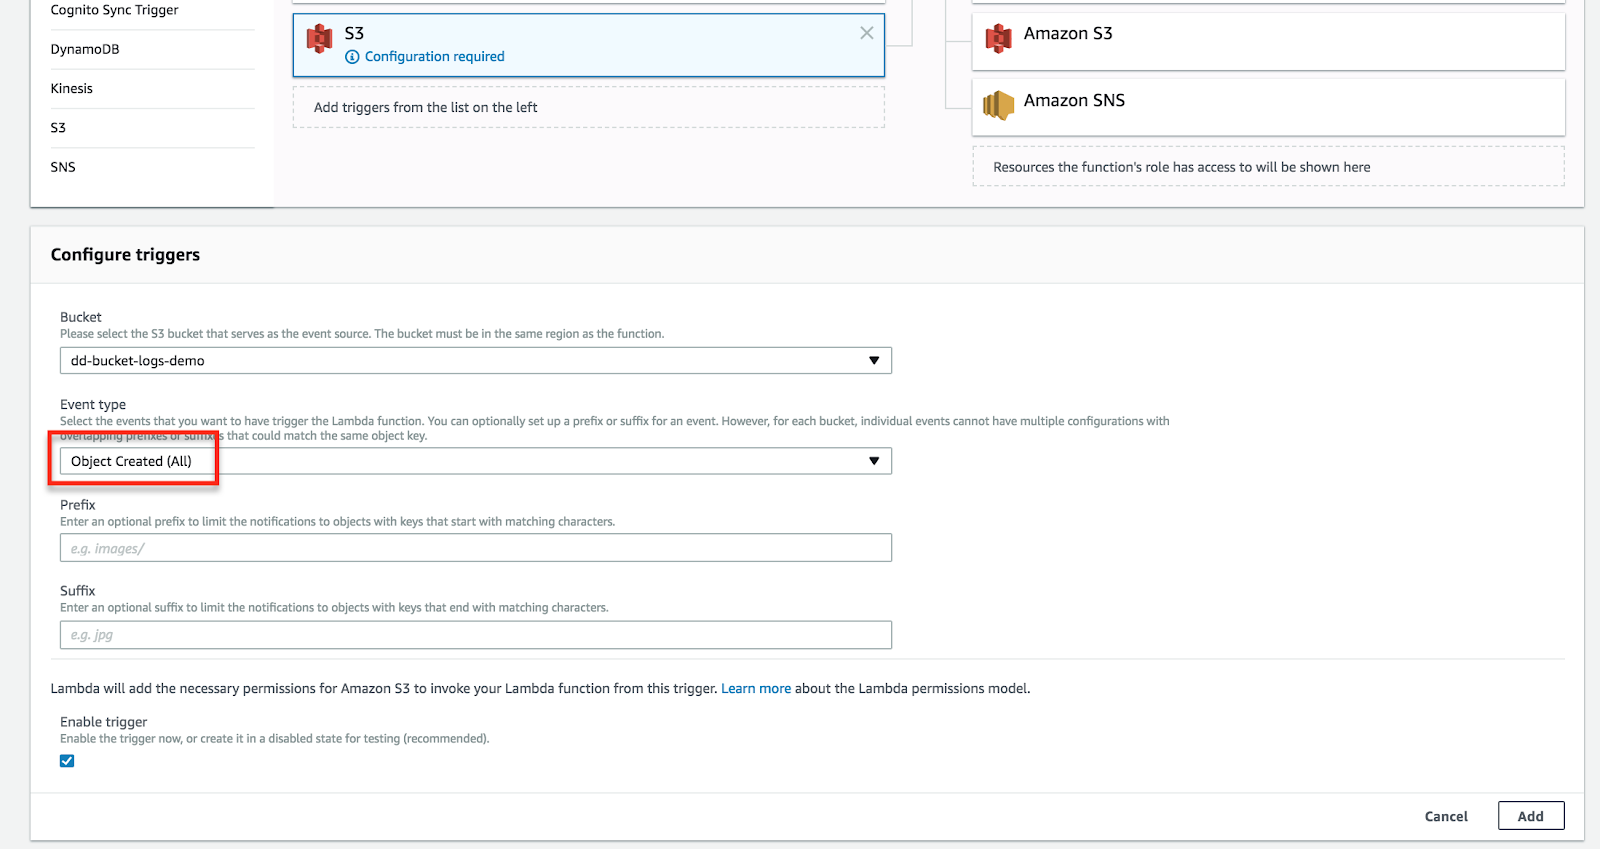 Cognito Sync Trigger
DynamoDB
Kinesis
S3
SNS
S3
Configuration required
Add triggers from the list on the left
Amazon S3
Amazon SNS
Resources the function's role has access to will be shown here
Configure triggers
Bucket
Please select the S3 bucket that serves as the event source. The bucket must be in the same region as the function.
dd-bucket-logs-demo
Event type
Select the events that you want to have trigger the Lambda function. You can optionally set up a prefix or suffix for an event. However, for each bucket, individual events cannot have multiple configurations with
overlapping prefixes or suffixes that could match the same object key.
Object Created (All)
Prefix
Enter an optional prefix to limit the notifications to objects with keys that start with matching characters.
e.g. images/
Suffix
Enter an optional suffix to limit the notifications to objects with keys that end with matching characters.
e.g. jpg
Lambda will add the necessary permissions for Amazon S3 to invoke your Lambda function from this trigger. Learn more about the Lambda permissions model.
Enable trigger
Enable the trigger now, or create it in a disabled state for testing (recommended).
Cancel
Add